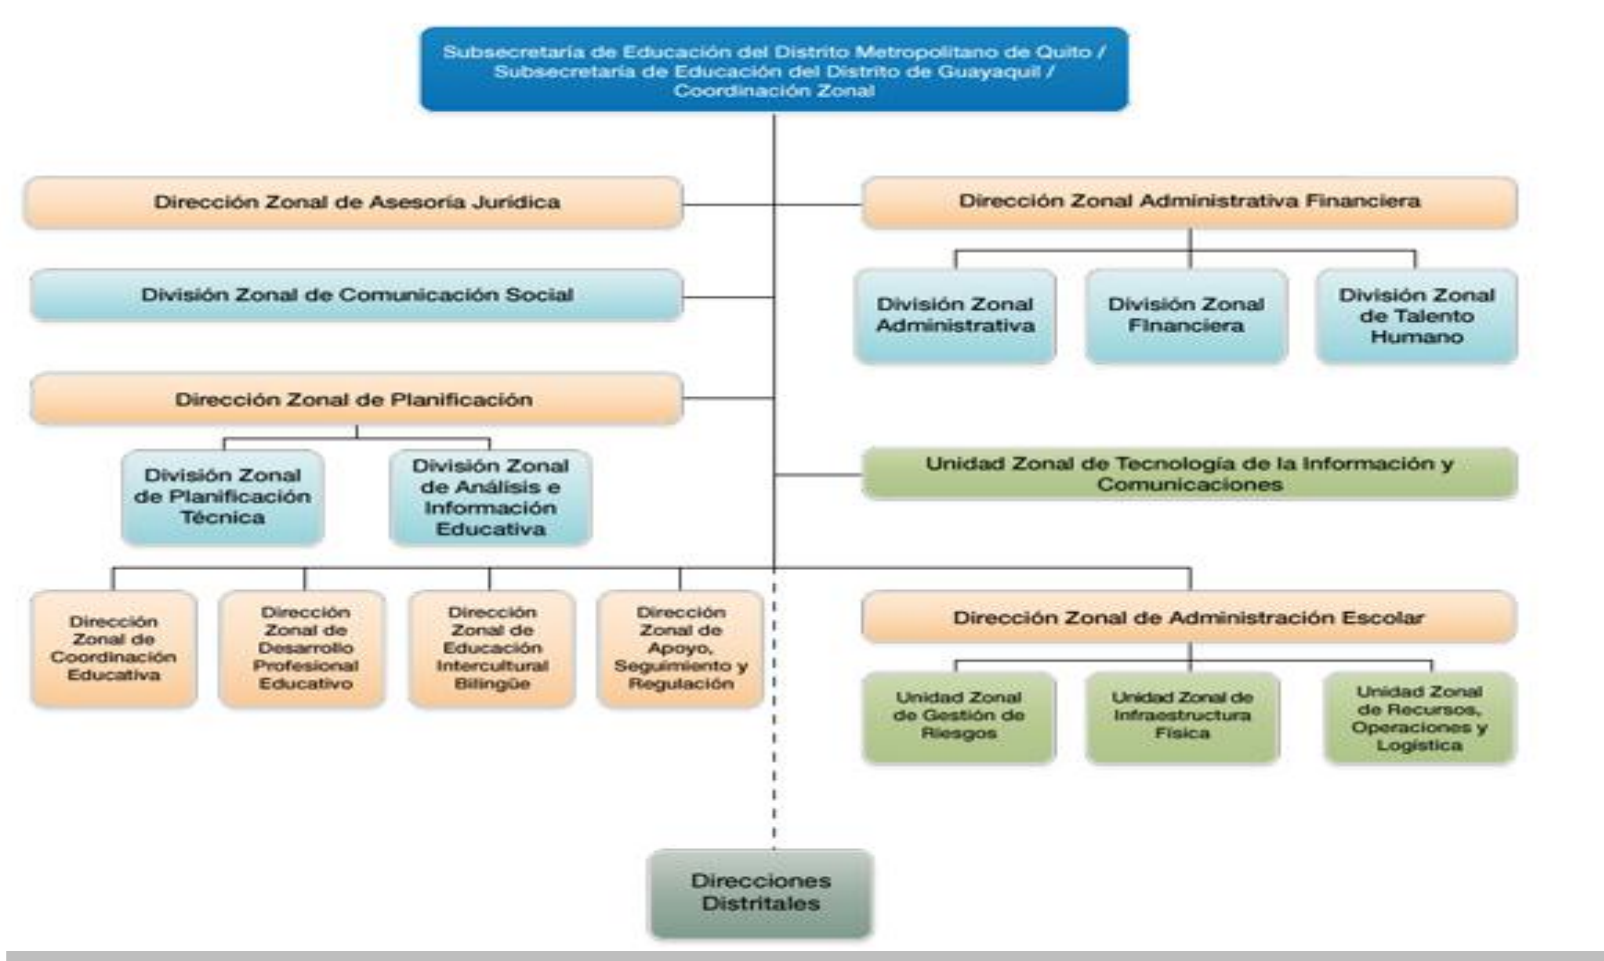 Subsecretaría de Educación del Distrito Metropolitano de Quito /
Subsecretaría de Educación del Distrito de Guayaquil /
Coordinación Zonal
Dirección Zonal de Asesoría Jurídica
Dirección Zonal Administrativa Financiera
División Zonal de Comunicación Social
División Zonal
Administrativa
División Zonal
FInanciera
División Zonal
de Talento
Humano
Dirección Zonal de Planificación
División Zonal
de Planificación
Técnica
División Zonal
de Análisis e
Información
Educativa
Unidad Zonal de Tecnología de la Información y
Comunicaciones
Dirección
Zonal de
Coordinación
Educativa
Dirección
Zonal de
Desarrollo
Profesional
Educativo
Dirección
Zonal de
Educación
Intercultural
Bilingüe
Dirección
Zonal de
Apoyo,
Seguimiento y
Regulación
Dirección Zonal de Administración Escolar
Unidad Zonal
de Gestión de
Riesgos
Unidad Zonal de
Infraestructura
Física
Unidad Zonal
de Recursos,
Operaciones y
Logística
Direcciones
Distritales